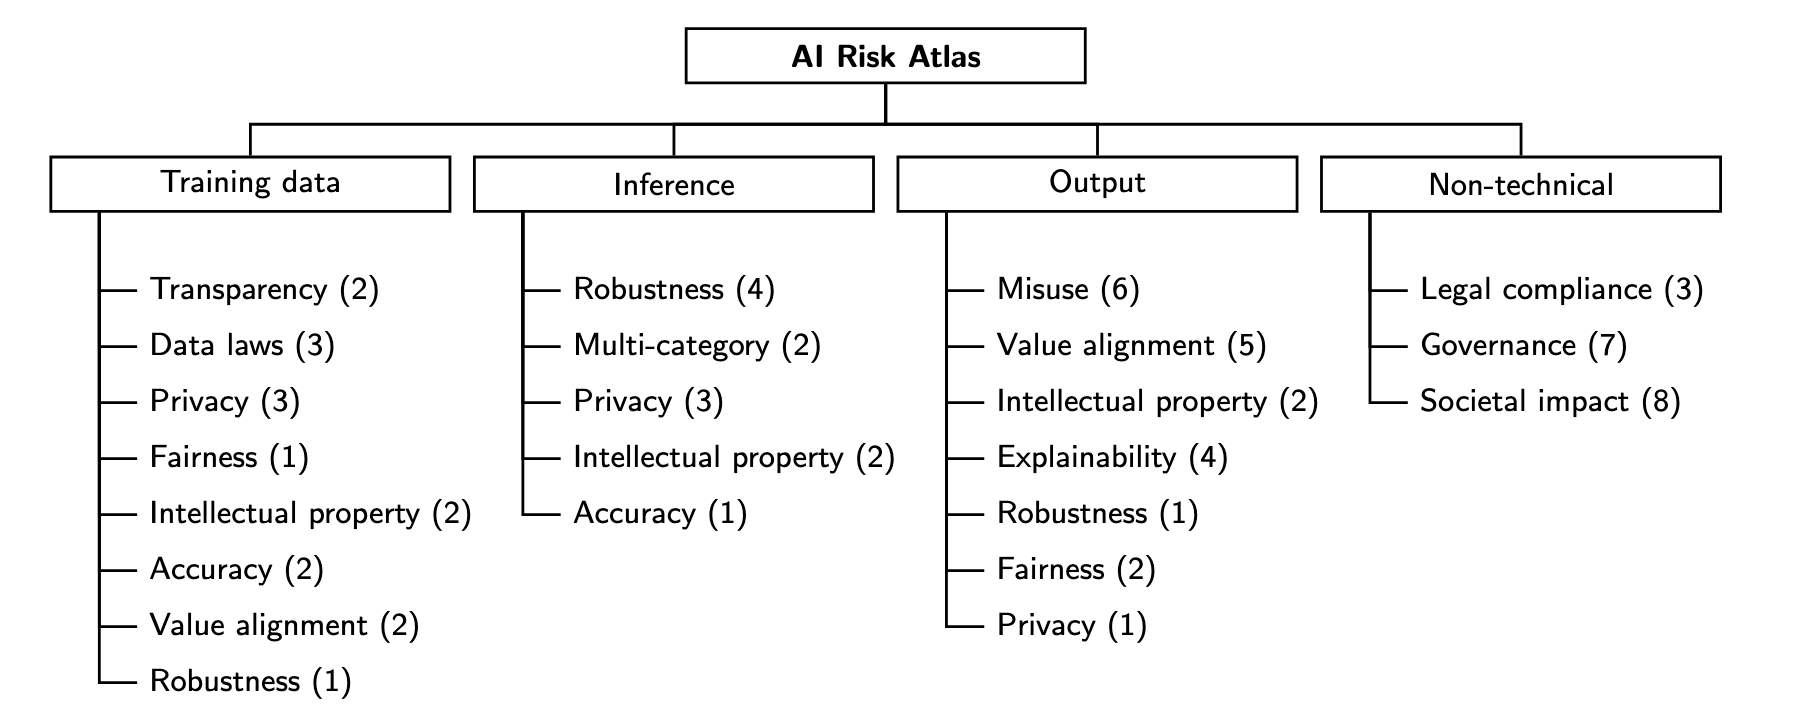 AI Risk Atlas
Training data
Transparency (2)
Data laws (3)
Privacy (3)
Fairness (1)
Intellectual property (2)
Accuracy (2)
Value alignment (2)
Robustness (1)
Inference
Robustness (4)
Multi-category (2)
Privacy (3)
Intellectual property (2)
Accuracy (1)
Output
Misuse (6)
Value alignment (5)
Intellectual property (2)
Explainability (4)
Robustness (1)
Fairness (2)
Privacy (1)
Non-technical
Legal compliance (3)
Governance (7)
Societal impact (8)